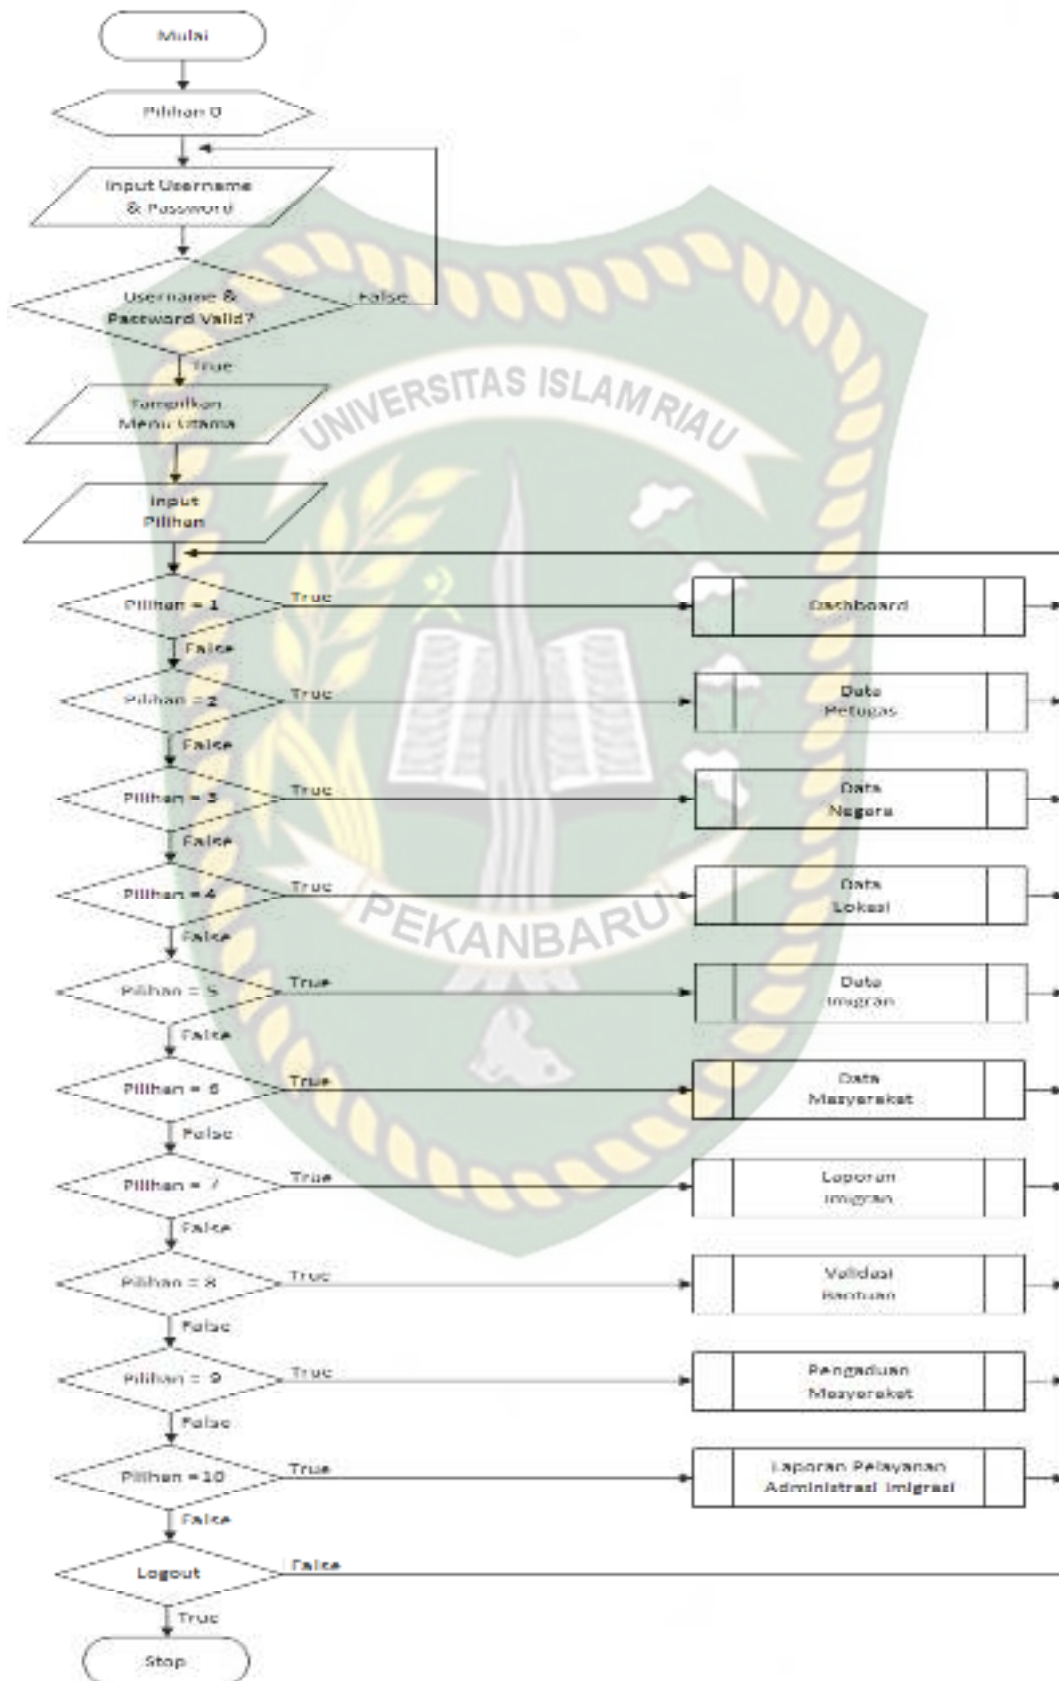 Mulai
Pilihan 0
Input Username
& Password
Username &
Password Valid?
False
True
Tampilkan
Menu Utama
Input
Pilihan
Pilihan = 1
True
Dashboard
False
Pilihan = 2
True
Data
Petugas
False
Pilihan = 3
True
Data
Negara
False
Pilihan = 4
True
Data
Lokasi
False
Pilihan = 5
True
Data
Imigran
False
Pilihan = 6
True
Data
Masyarakat
False
Pilihan = 7
True
Laporan
Imigran
False
Pilihan = 8
True
Validasi
Bantuan
False
Pilihan = 9
True
Pengaduan
Masyarakat
False
Pilihan = 10
True
Laporan Pelayanan
Administrasi Imigrasi
False
Logout
False
True
Stop
UNIVERSITAS ISLAM RIAU
PEKANBARU